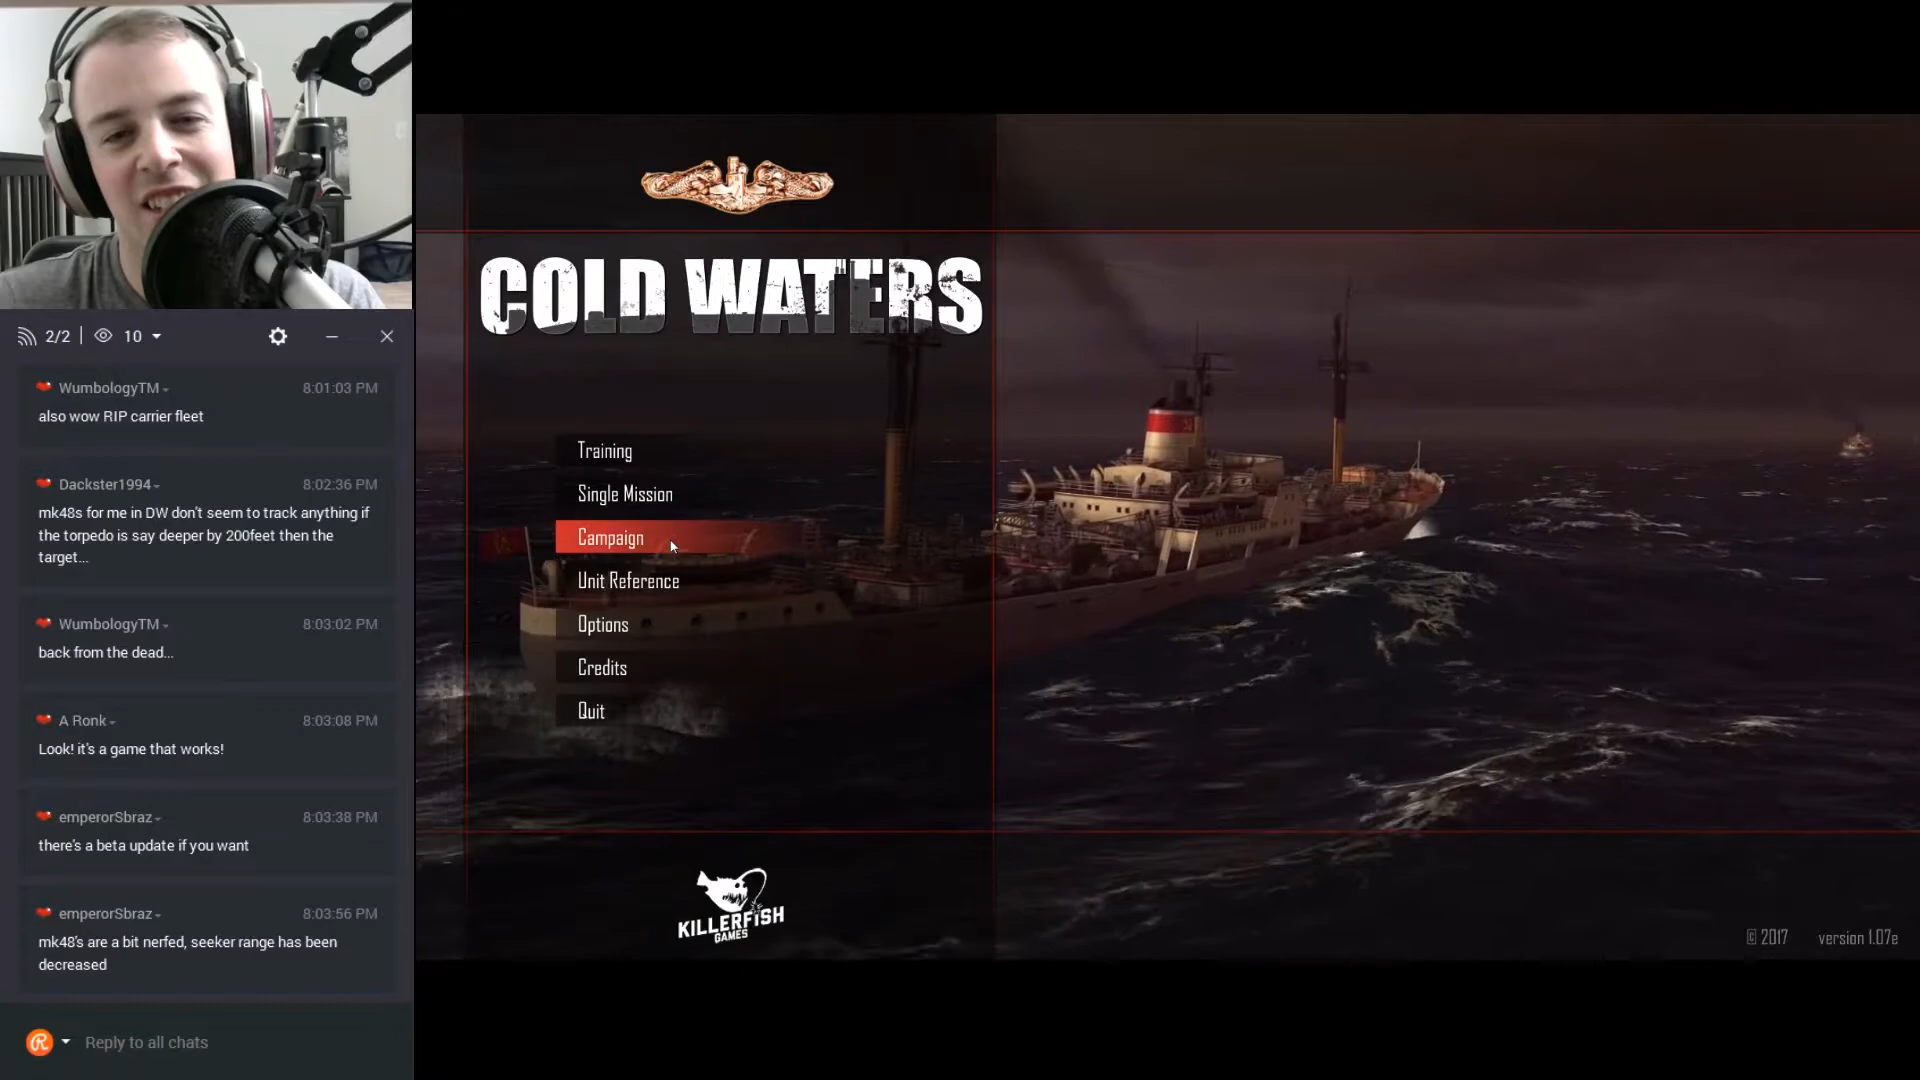 2/2
10
WumbologyTM
8:01:03 PM
also wow RIP carrier fleet
Dackster1994
8:02:36 PM
mk48s for me in DW don't seem to track anything if
the torpedo is say deeper by 200feet then the
target...
WumbologyTM
8:03:02 PM
back from the dead...
A Ronk
8:03:08 PM
Look! it's a game that works!
emperorSbraz
8:03:38 PM
there's a beta update if you want
emperorSbraz
8:03:56 PM
mk48's are a bit nerfed, seeker range has been
decreased
Reply to all chats
COLD WATERS
Training
Single Mission
Campaign
Unit Reference
Options
Credits
Quit
KILLERFISH
GAMES
© 2017
version 1.07e